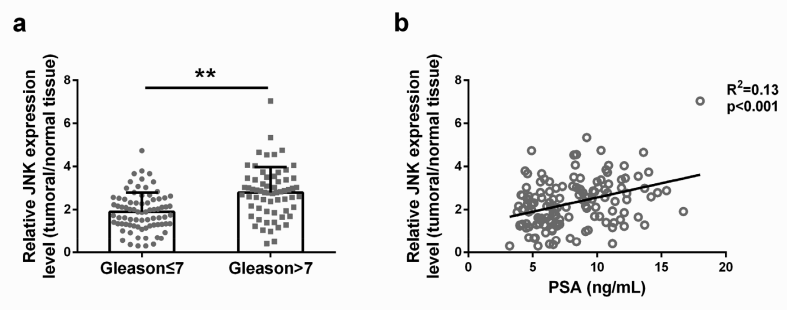 a
Relative JNK expression
level (tumoral/normal tissue)
8
6
4
2
0
**
Gleason≤7
Gleason>7
b
Relative JNK expression
level (tumoral/normal tissue)
8
6
4
2
0
R²=0.13
p<0.001
0
5
10
15
20
PSA (ng/mL)